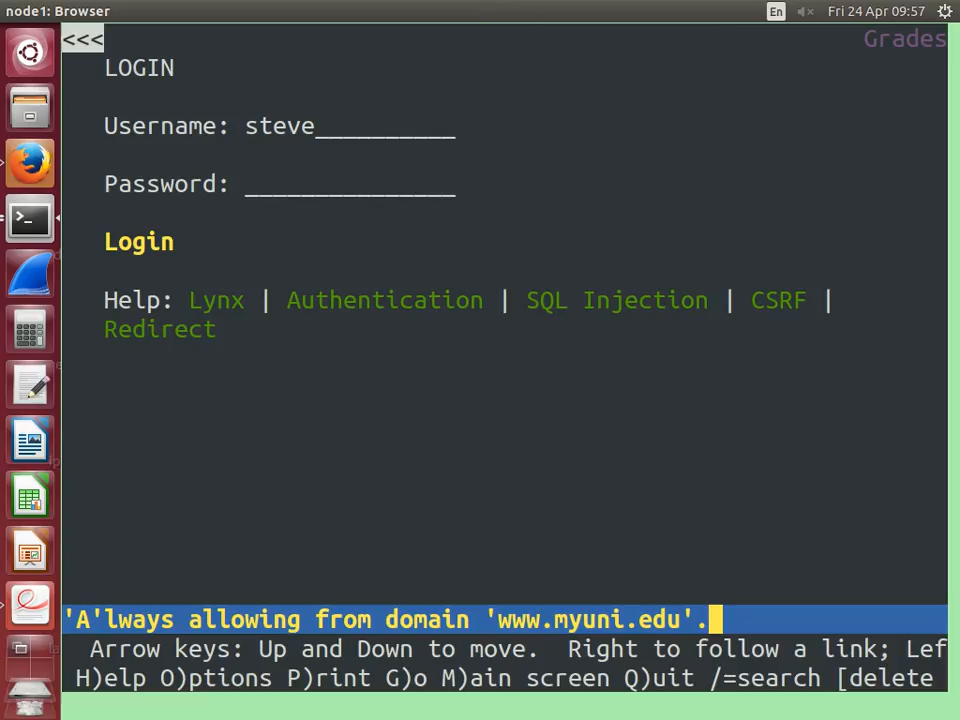 node1: Browser
En
Fri 24 Apr 09:57
<<<
Grades
LOGIN
Username: steve__________
Password: _______________
Login
Help: Lynx | Authentication | SQL Injection | CSRF |
Redirect
'A'lways allowing from domain 'www.myuni.edu'.
Arrow keys: Up and Down to move.  Right to follow a link; Lef
H)elp O)ptions P)rint G)o M)ain screen Q)uit /=search [delete